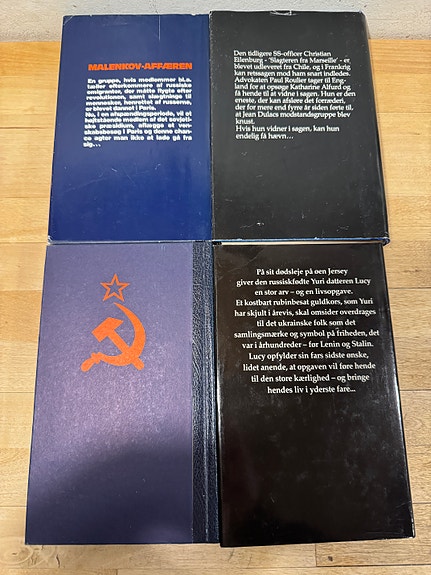 MALENKOV-AFFÆREN
En gruppe, hvis medlemmer bl.a.
tæller efterkommere af russiske
emigranter, der måtte flygte efter
revolutionen, samt slægtninge til
mennesker, henrettet af russerne,
er blevet dannet i Paris.
Nu, i en afspændingsperiode, vil et
højtstående medlem af det sovjeti-
ske præsidium, aflægge et ven-
skabsbesøg i Paris og denne chan-
ce agter man ikke at lade gå fra
sig...
Den tidligere SS-officer Christian
Eilenburg - 'Slagteren fra Marseille' - er
blevet udleveret fra Chile, og i Frankrig
kan retssagen mod ham snart indledes.
Advokaten Paul Roulier tager til Eng-
land for at opsøge Katharine Alfurd og
få hende til at vidne i sagen. Hun er den
eneste, der kan afsløre det forræderi,
der for mere end fyrre år siden førte til,
at Jean Dulacs modstandsgruppe blev
knust.
Hvis hun vidner i sagen, kan hun
endelig få hævn...
På sit dødsleje på øen Jersey
giver den russiskfødte Yuri datteren Lucy
en stor arv – og en livsopgave.
Et kostbart rubinbesat guldkors, som Yuri
har skjult i årevis, skal omsider overdrages
til det ukrainske folk som det
samlingsmærke og symbol på friheden, det
var i århundreder – før Lenin og Stalin.
Lucy opfylder sin fars sidste ønske,
lidet anende, at opgaven vil føre hende
til den store kærlighed – og bringe
hendes liv i yderste fare...